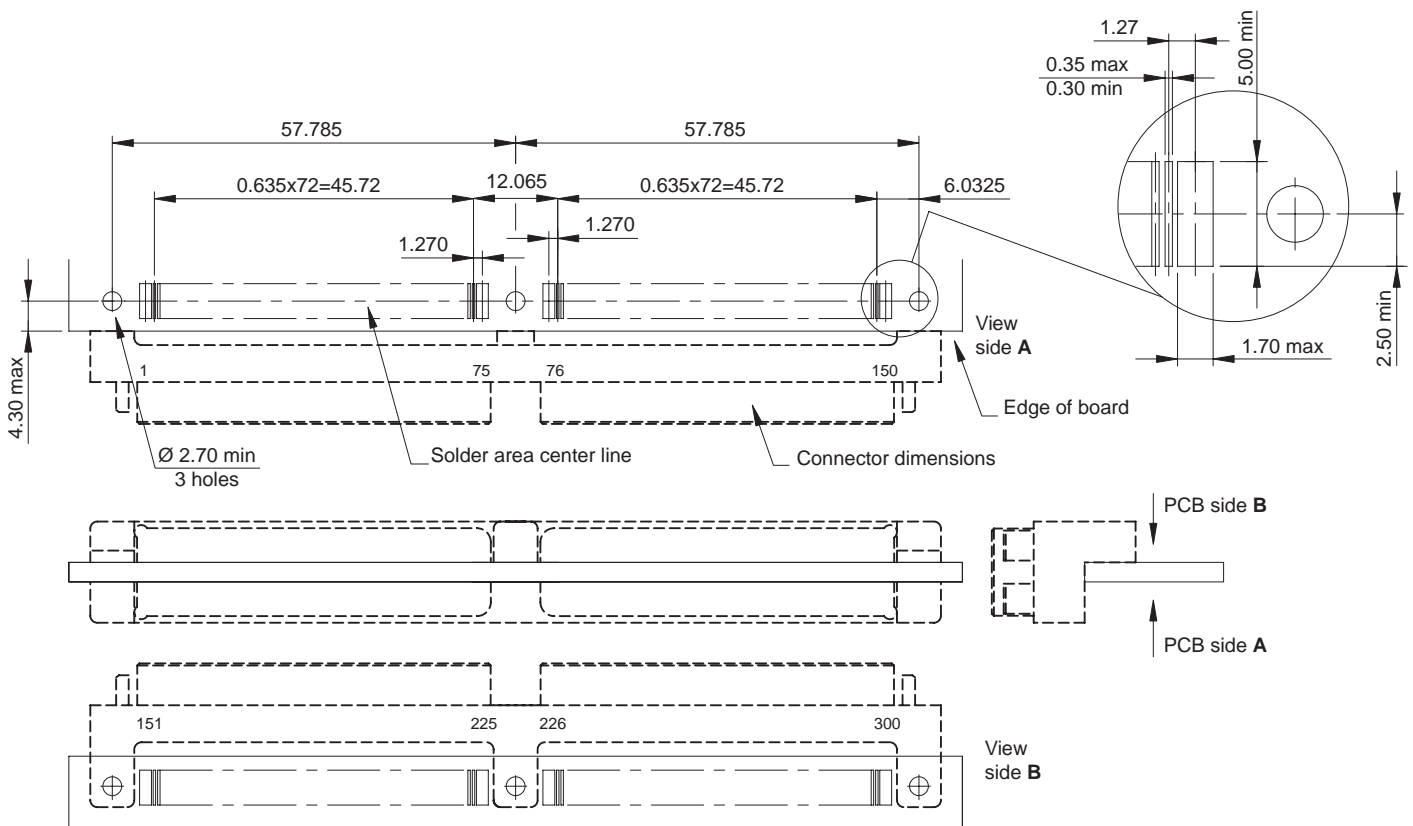 1.27
0.35 max
0.30 min
5.00 min
57.785
57.785
0.635x72=45.72
12.065
0.635x72=45.72
6.0325
1.270
1.270
4.30 max
View
side A
1.70 max
2.50 min
1
75
76
150
Edge of board
Ø 2.70 min
3 holes
Solder area center line
Connector dimensions
PCB side B
PCB side A
151
225
226
300
View
side B